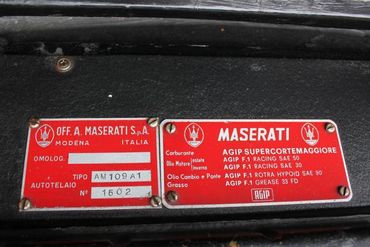 OFF. A. MASERATI S.p.A.
MODENA ITALIA
OMOLOG.
TIPO AM109A1
AUTOTELAIO
N° 1602
MASERATI
Carburante AGIP SUPERCORTEMAGGIORE
Olio Motore estate AGIP F.1 RACING SAE 50
inverno AGIP F.1 RACING SAE 30
Olio Cambio e Ponte AGIP F.1 ROTRA HYPOID SAE 90
Grasso AGIP F.1 GREASE 33 FD
AGIP